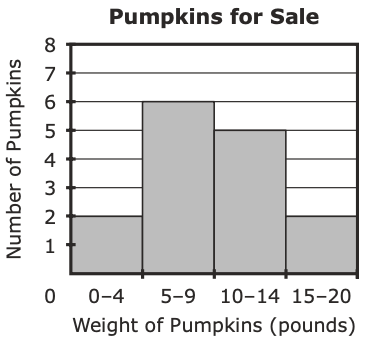 Pumpkins for Sale
Number of Pumpkins
8
7
6
5
4
3
2
1
0 0–4 5–9 10–14 15–20
Weight of Pumpkins (pounds)